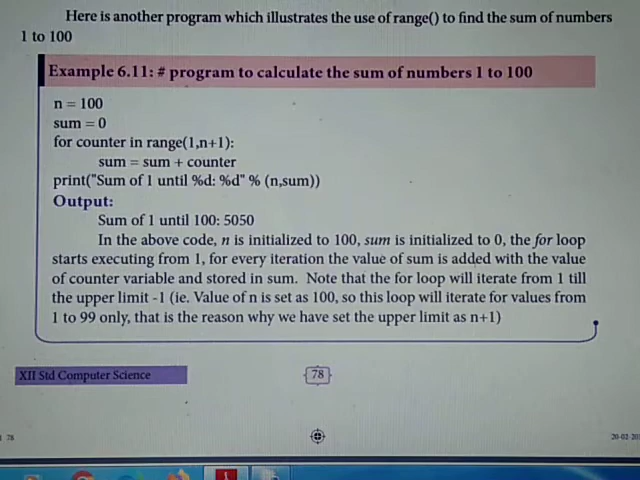 Here is another program which illustrates the use of range() to find the sum of numbers
1 to 100
Example 6.11: # program to calculate the sum of numbers 1 to 100
n = 100
sum = 0
for counter in range(1,n+1):
sum = sum + counter
print("Sum of 1 until %d: %d" % (n,sum))
Output:
Sum of 1 until 100: 5050
In the above code, n is initialized to 100, sum is initialized to 0, the for loop
starts executing from 1, for every iteration the value of sum is added with the value
of counter variable and stored in sum. Note that the for loop will iterate from 1 till
the upper limit -1 (ie. Value of n is set as 100, so this loop will iterate for values from
1 to 99 only, that is the reason why we have set the upper limit as n+1)
XII Std Computer Science
78
78